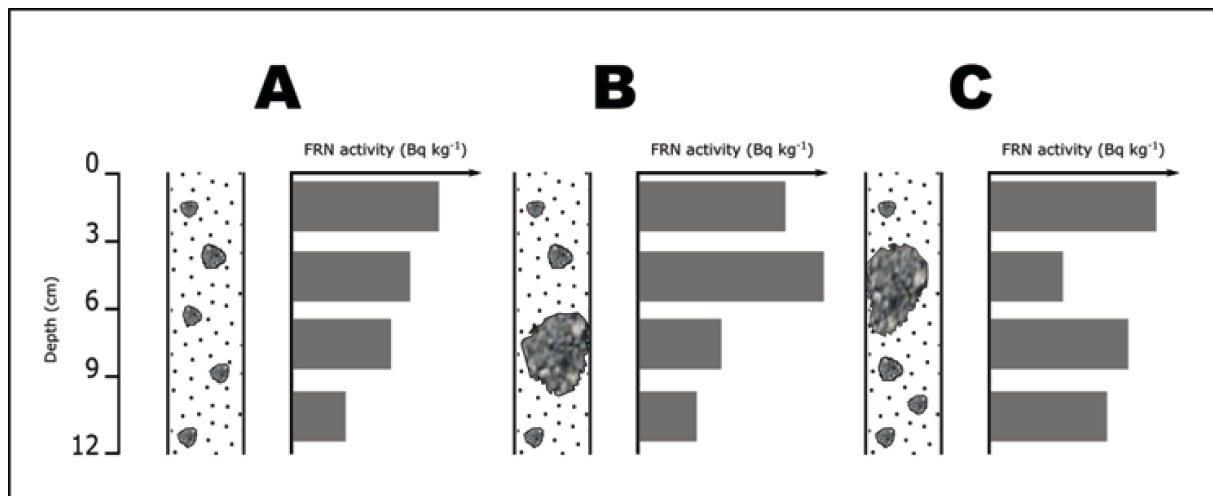 A B C
FRN activity (Bq kg⁻¹) FRN activity (Bq kg⁻¹) FRN activity (Bq kg⁻¹)
0
3
6
9
12
Depth (cm)